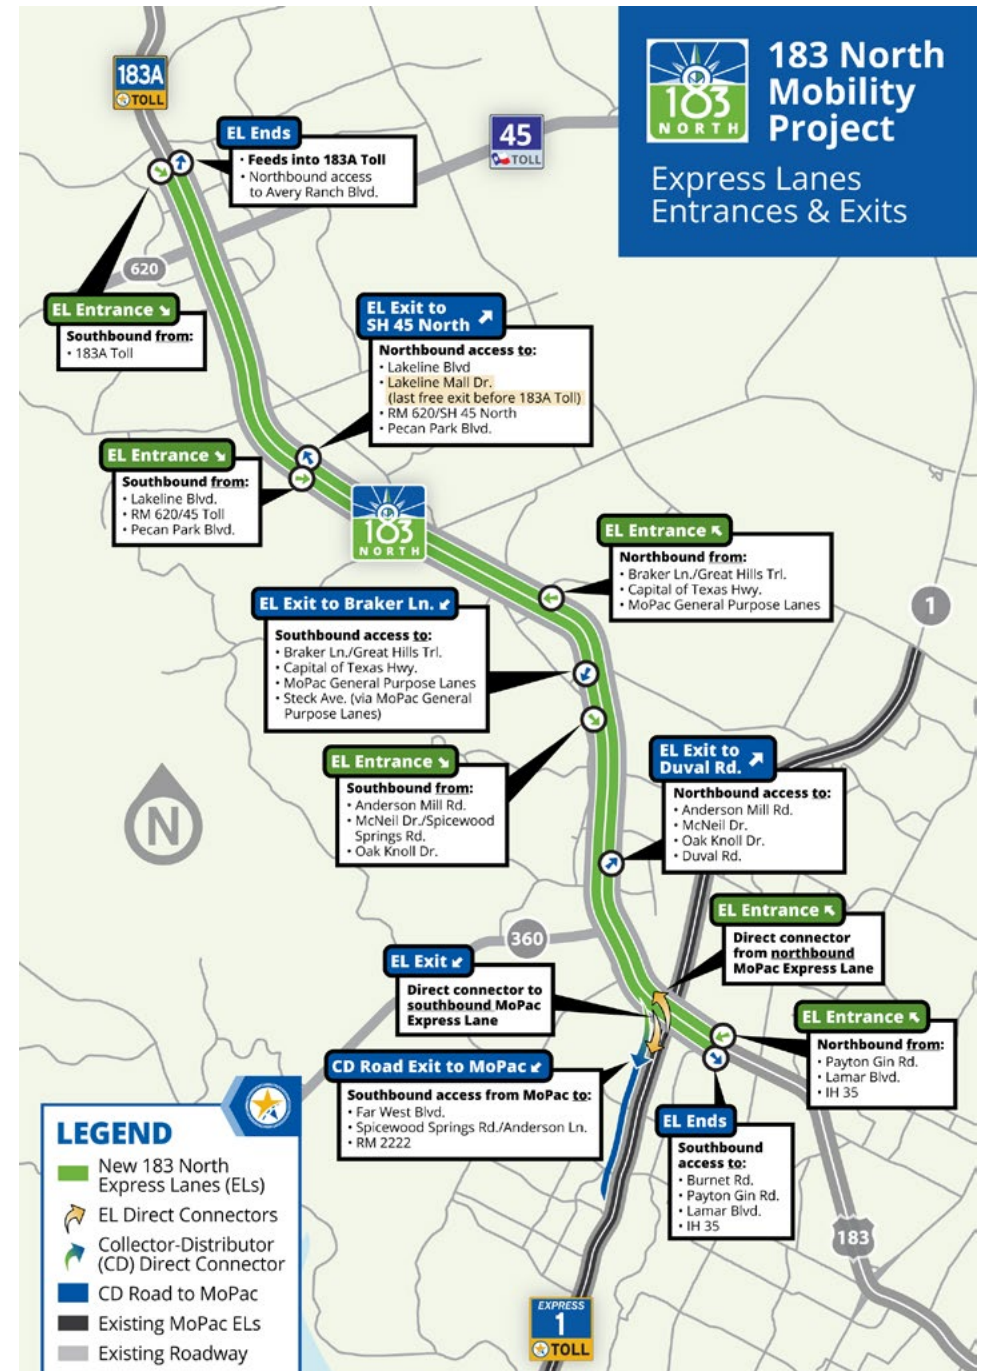 183 North
Mobility
Project
Express Lanes
Entrances & Exits
183
NORTH
183A
TOLL
45
TOLL
EL Ends
• Feeds into 183A Toll
• Northbound access
to Avery Ranch Blvd.
620
EL Entrance
Southbound from:
• 183A Toll
EL Exit to
SH 45 North
Northbound access to:
• Lakeline Blvd
• Lakeline Mall Dr.
(last free exit before 183A Toll)
• RM 620/SH 45 North
• Pecan Park Blvd.
EL Entrance
Southbound from:
• Lakeline Blvd.
• RM 620/45 Toll
• Pecan Park Blvd.
183
NORTH
EL Entrance
Northbound from:
• Braker Ln./Great Hills Trl.
• Capital of Texas Hwy.
• MoPac General Purpose Lanes
1
EL Exit to Braker Ln.
Southbound access to:
• Braker Ln./Great Hills Trl.
• Capital of Texas Hwy.
• MoPac General Purpose Lanes
• Steck Ave. (via MoPac General
Purpose Lanes)
EL Entrance
Southbound from:
• Anderson Mill Rd.
• McNeil Dr./Spicewood
Springs Rd.
• Oak Knoll Dr.
EL Exit to
Duval Rd.
Northbound access to:
• Anderson Mill Rd.
• McNeil Dr.
• Oak Knoll Dr.
• Duval Rd.
N
360
EL Entrance
Direct connector
from northbound
MoPac Express Lane
EL Exit
Direct connector to
southbound MoPac
Express Lane
EL Entrance
Northbound from:
• Payton Gin Rd.
• Lamar Blvd.
• IH 35
CD Road Exit to MoPac
Southbound access from MoPac to:
• Far West Blvd.
• Spicewood Springs Rd./Anderson Ln.
• RM 2222
EL Ends
Southbound
access to:
• Burnet Rd.
• Payton Gin Rd.
• Lamar Blvd.
• IH 35
183
EXPRESS
1
TOLL
LEGEND
New 183 North
Express Lanes (ELs)
EL Direct Connectors
Collector-Distributor
(CD) Direct Connector
CD Road to MoPac
Existing MoPac ELs
Existing Roadway